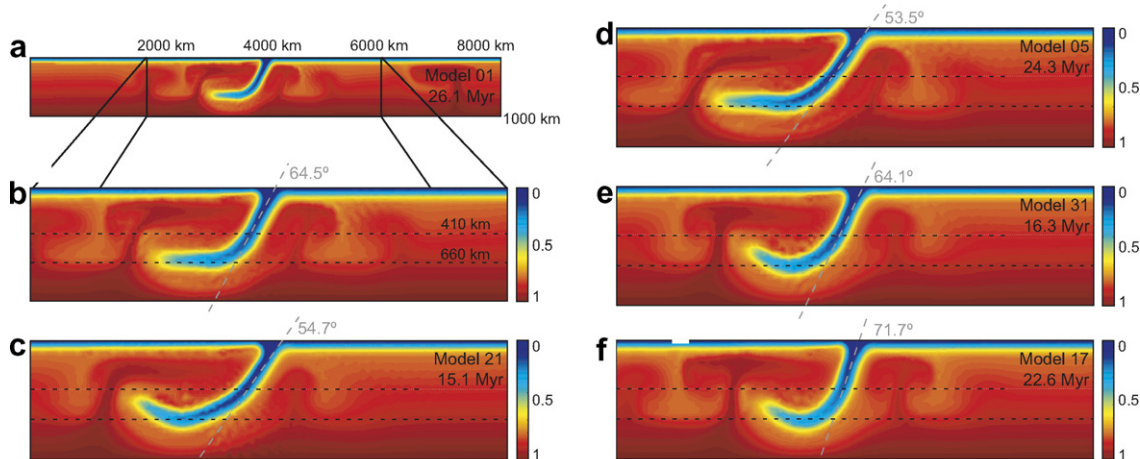 a
2000 km 4000 km 6000 km 8000 km
Model 01
26.1 Myr
1000 km
b
64.5º
410 km
660 km
0
0.5
1
c
54.7º
Model 21
15.1 Myr
0
0.5
1
d
53.5º
Model 05
24.3 Myr
0
0.5
1
e
64.1º
Model 31
16.3 Myr
0
0.5
1
f
71.7º
Model 17
22.6 Myr
0
0.5
1